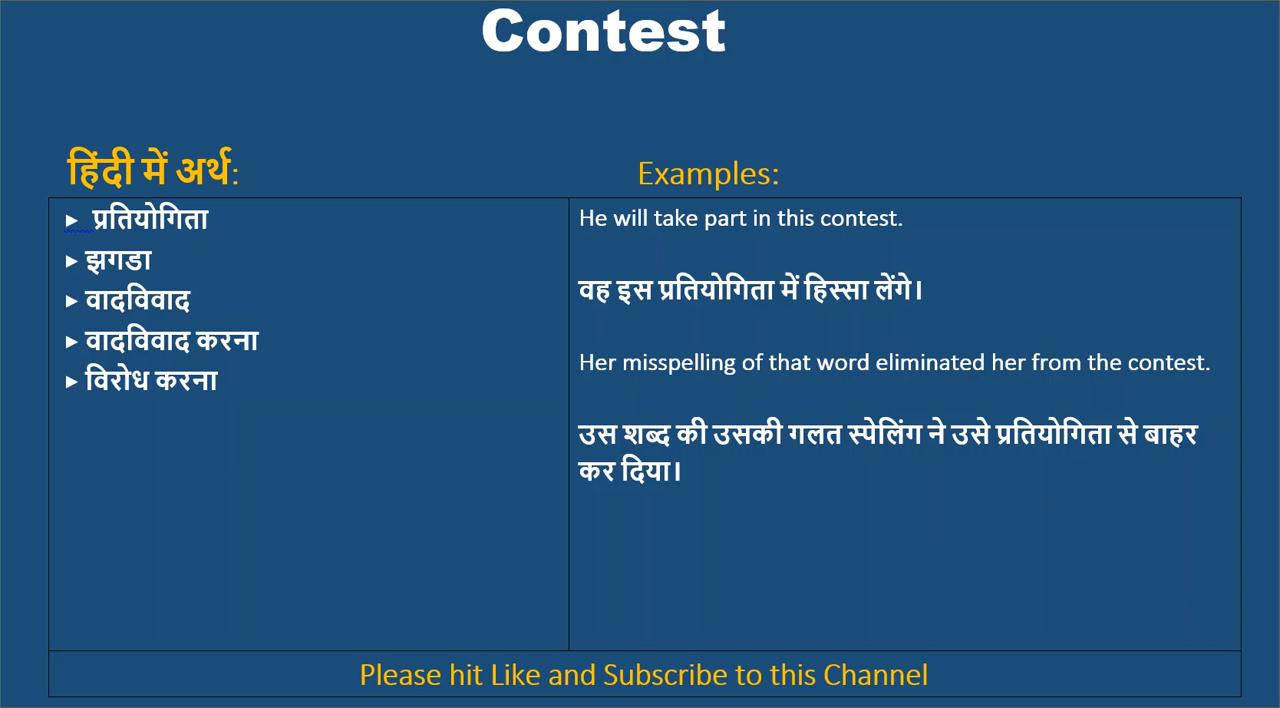 Contest
हिंदी में अर्थ:
Examples:
▸ प्रतियोगिता
▸ झगडा
▸ वादविवाद
▸ वादविवाद करना
▸ विरोध करना
He will take part in this contest.
वह इस प्रतियोगिता में हिस्सा लेंगे।
Her misspelling of that word eliminated her from the contest.
उस शब्द की उसकी गलत स्पेलिंग ने उसे प्रतियोगिता से बाहर
कर दिया।
Please hit Like and Subscribe to this Channel